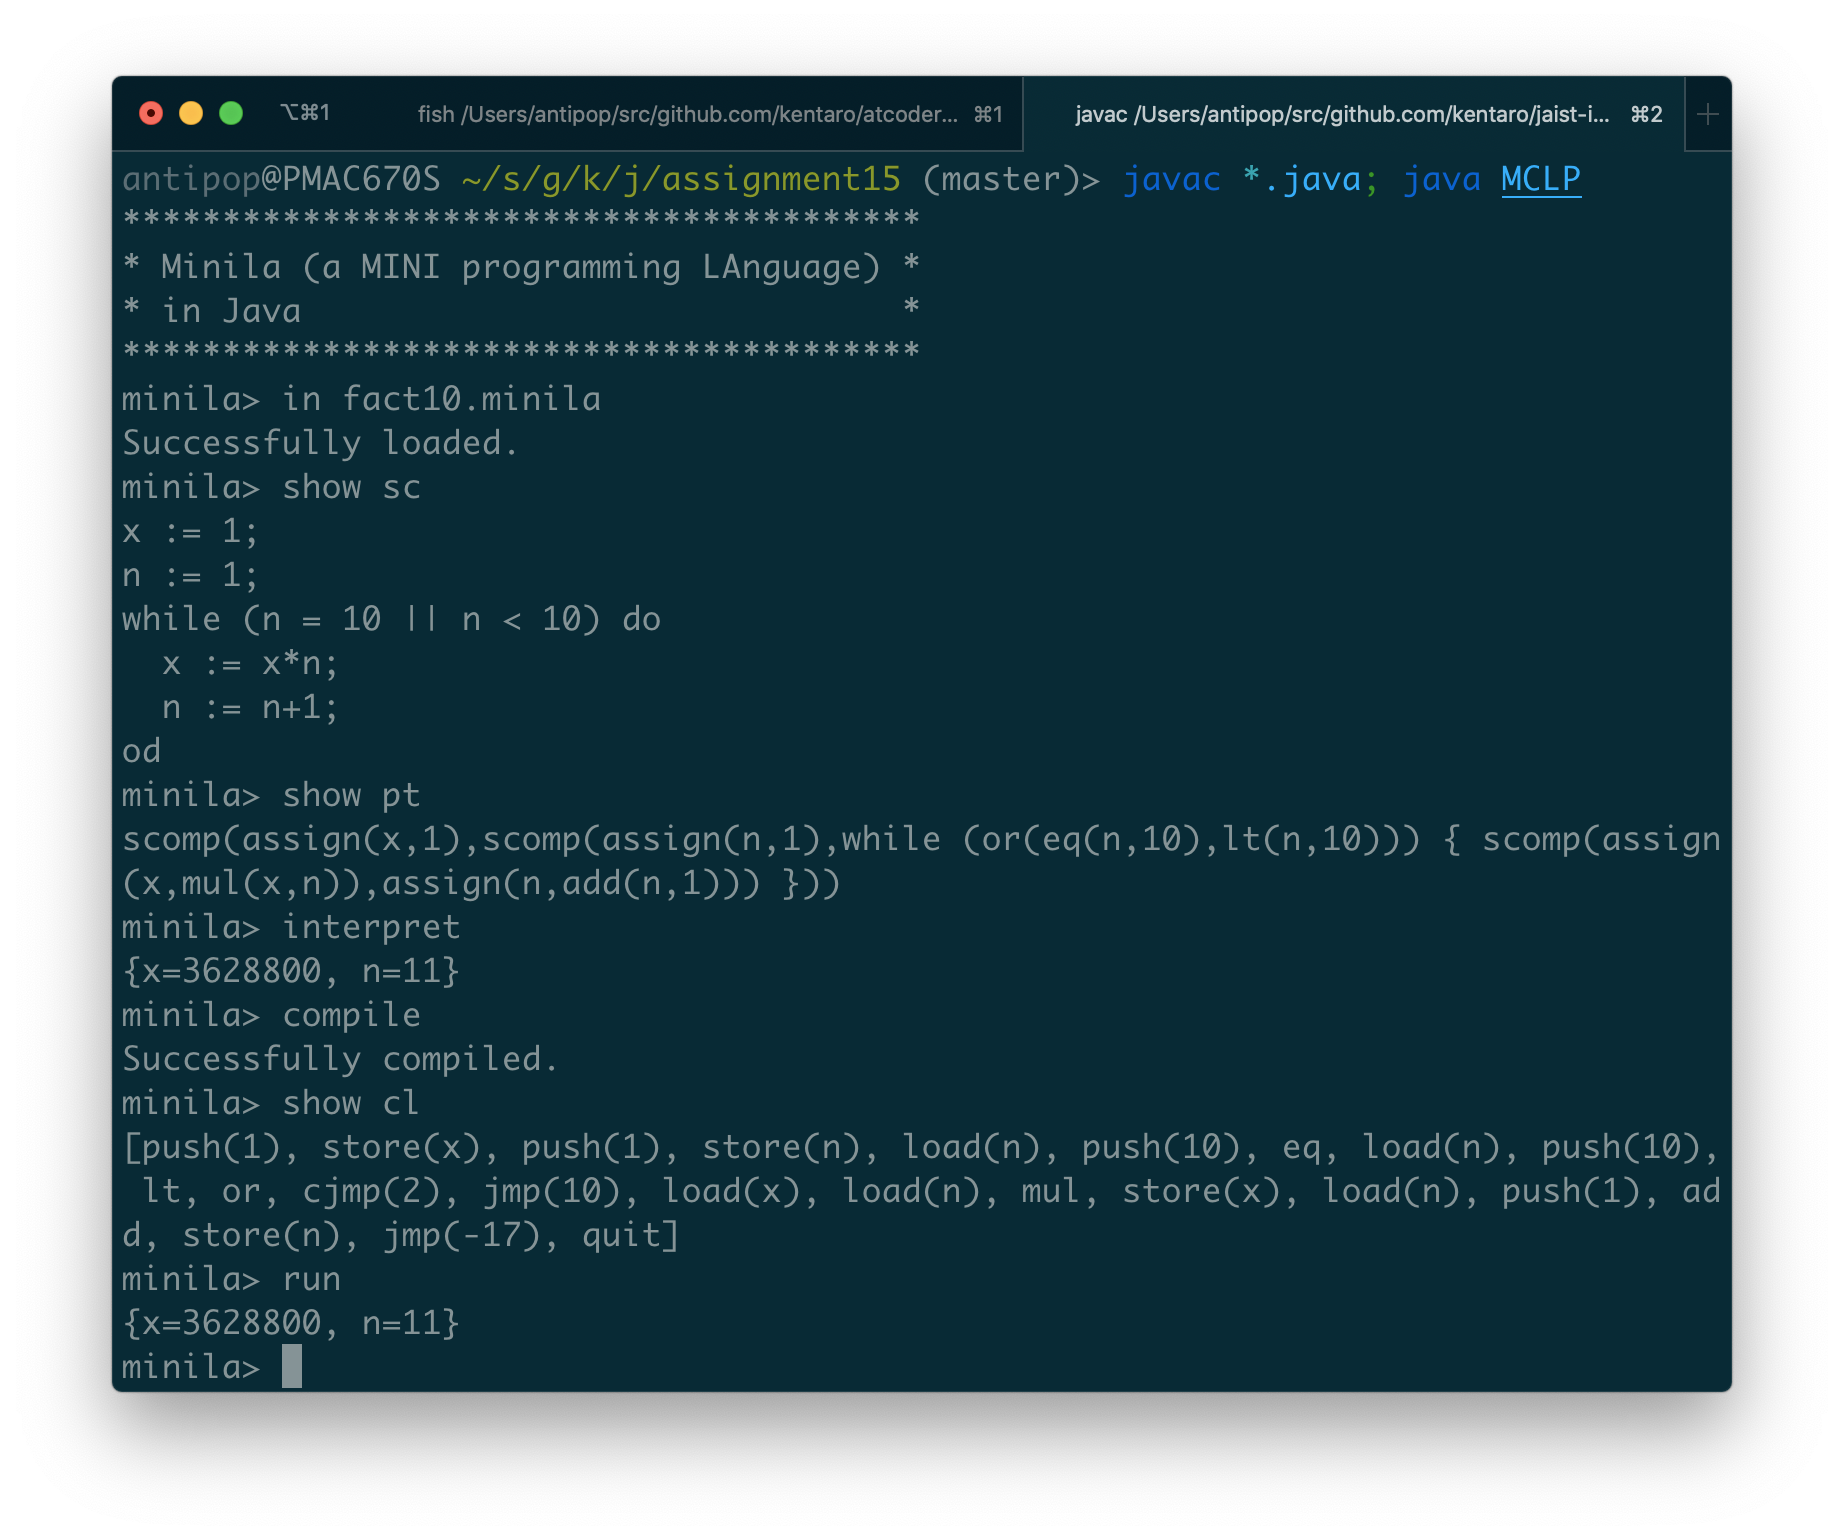 ⌥⌘1 fish /Users/antipop/src/github.com/kentaro/atcoder... ⌘1 javac /Users/antipop/src/github.com/kentaro/jaist-i... ⌘2 +
antipop@PMAC670S ~/s/g/k/j/assignment15 (master)> javac *.java; java MCLP
****************************************
* Minila (a MINI programming LAnguage) *
* in Java                              *
****************************************
minila> in fact10.minila
Successfully loaded.
minila> show sc
x := 1;
n := 1;
while (n = 10 || n < 10) do
  x := x*n;
  n := n+1;
od
minila> show pt
scomp(assign(x,1),scomp(assign(n,1),while (or(eq(n,10),lt(n,10))) { scomp(assign
(x,mul(x,n)),assign(n,add(n,1))) }))
minila> interpret
{x=3628800, n=11}
minila> compile
Successfully compiled.
minila> show cl
[push(1), store(x), push(1), store(n), load(n), push(10), eq, load(n), push(10),
 lt, or, cjmp(2), jmp(10), load(x), load(n), mul, store(x), load(n), push(1), ad
d, store(n), jmp(-17), quit]
minila> run
{x=3628800, n=11}
minila>